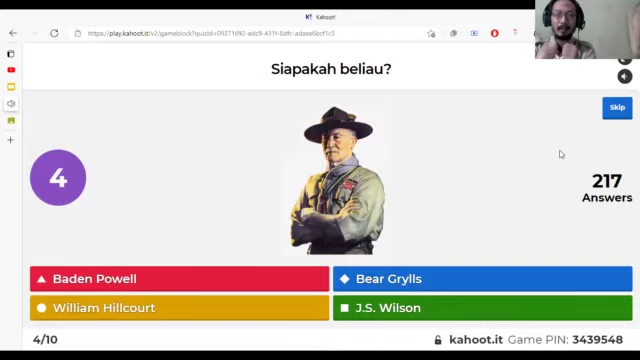 Kahoot!
https://play.kahoot.it/v2/gameblock?quizId=09371692-edc9-431f-8dfc-adaee6bcf1c3
Siapakah beliau?
Skip
4
217
Answers
Baden Powell
Bear Grylls
William Hillcourt
J.S. Wilson
4/10
kahoot.it Game PIN: 3439548